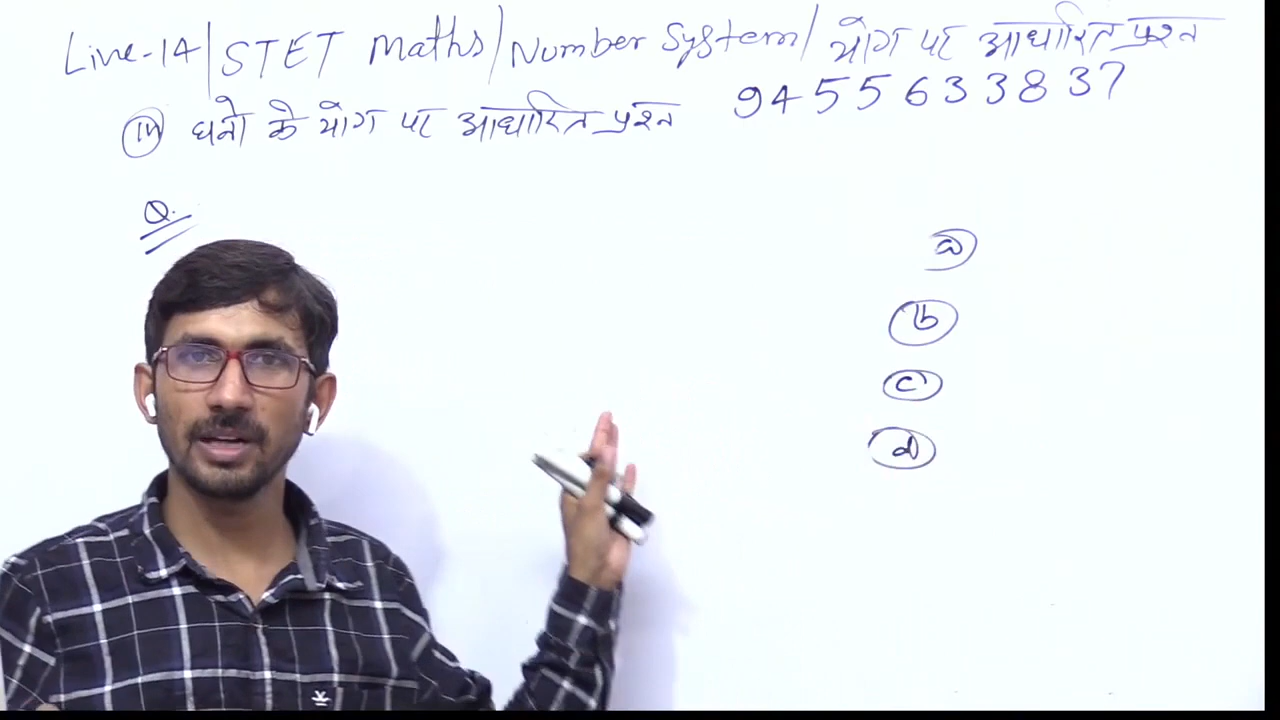 Live-14/STET Maths/Number System/योग पर आधारित प्रश्न
9455633837
(iv) घनो के योग पर आधारित प्रश्न
Q.
(a)
(b)
(c)
(d)